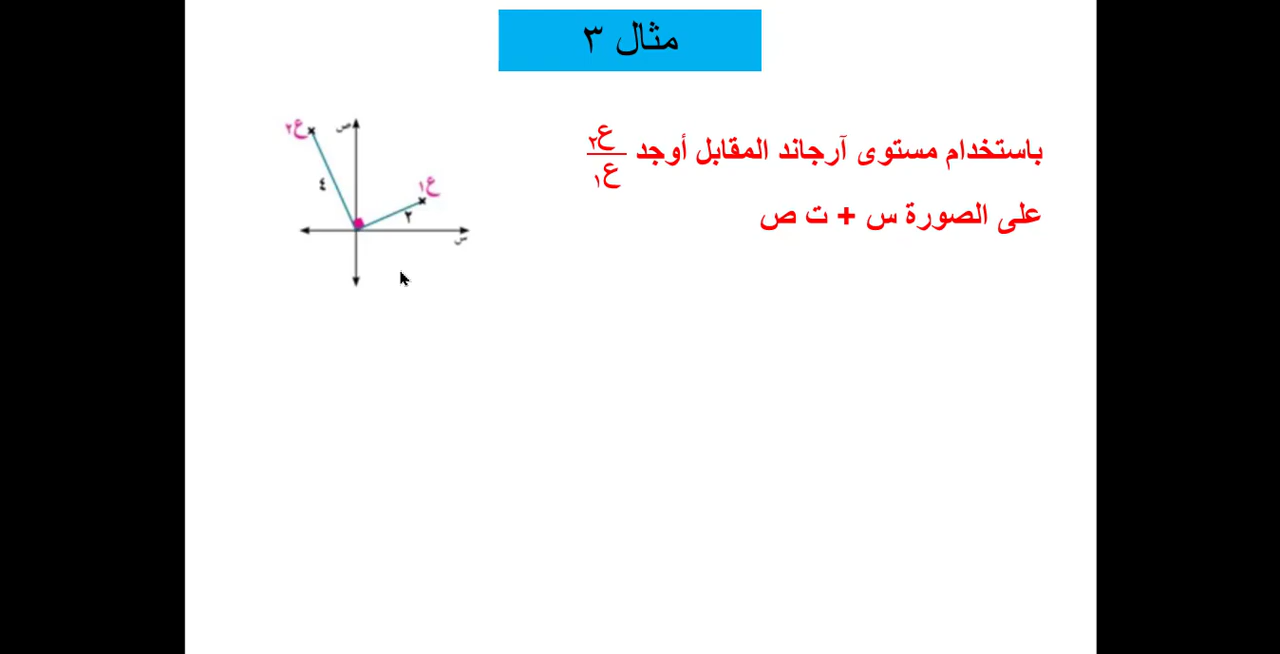 مثال ٣
باستخدام مستوى آرجاند المقابل أوجد ع٢/ع١
على الصورة س + ت ص
ع٢
ص
ع١
٤
٢
س